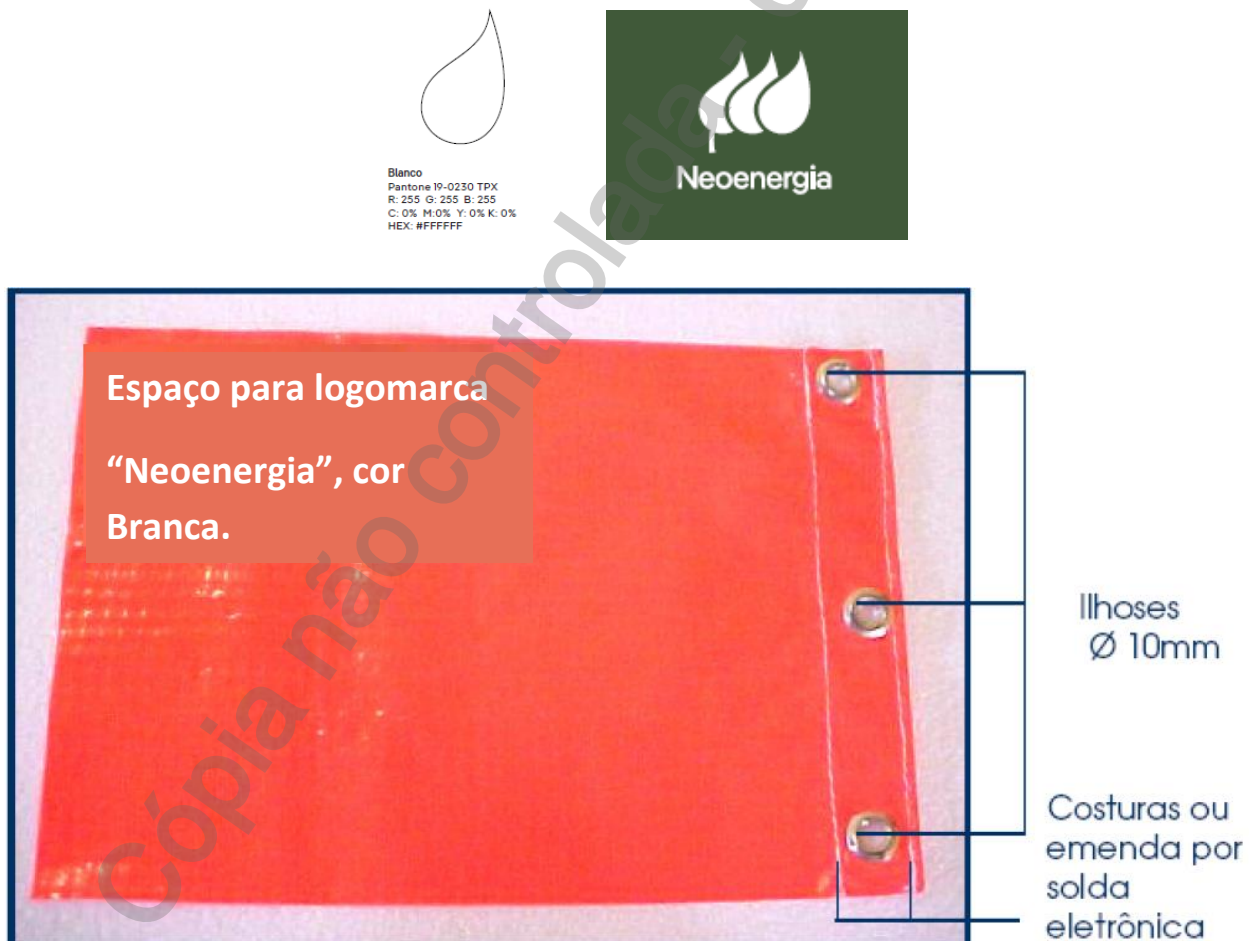 Blanco
Pantone 19-0230 TPX
R: 255 G: 255 B: 255
C: 0% M:0% Y: 0% K: 0%
HEX: #FFFFFF
Neoenergia
Espaço para logomarca
“Neoenergia”, cor
Branca.
Ilhoses
Ø 10mm
Costuras ou
emenda por
solda
eletrônica
Cópia não controlada -